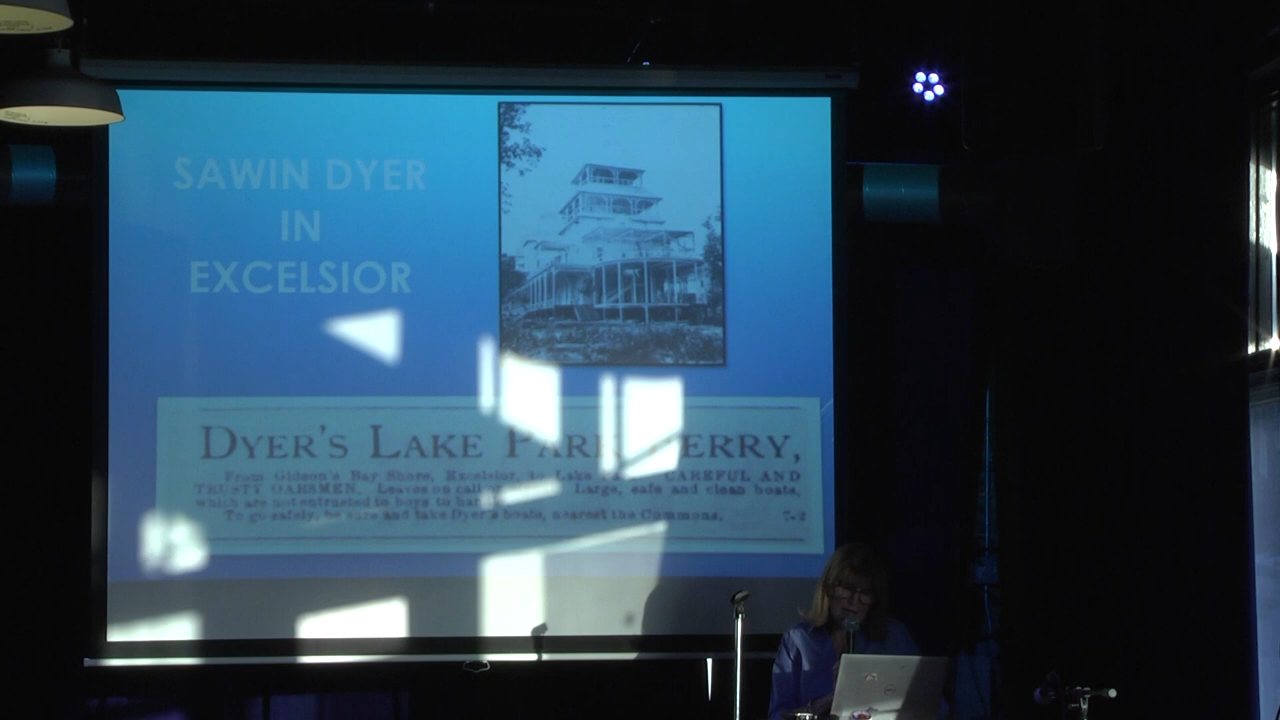 SAWIN DYER
IN
EXCELSIOR
DYER'S LAKE PARK FERRY,
From Gideon's Bay Shore, Excelsior, to Lake CAREFUL AND
TRUSTY OARSMEN. Leaves on call Large, safe and clean boats,
which are not entrusted to boys to
To go safely, be sure and take Dyer's boats, nearest the Commons. 7-2